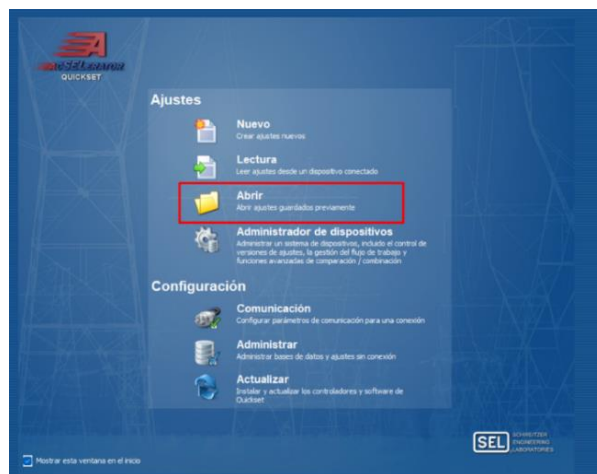 ACSELERATOR
QUICKSET
Ajustes
Nuevo
Crear ajustes nuevos
Lectura
Leer ajustes desde un dispositivo conectado
Abrir
Abrir ajustes guardados previamente
Administrador de dispositivos
Administrar un sistema de dispositivos, incluido el control de
versiones de ajustes, la gestión del flujo de trabajo y
funciones avanzadas de comparación / combinación
Configuración
Comunicación
Configurar parámetros de comunicación para una conexión
Administrar
Administrar bases de datos y ajustes sin conexión
Actualizar
Instalar y actualizar los controladores y software de
Quickset
SEL
SCHWEITZER
ENGINEERING
LABORATORIES
Mostrar esta ventana en el inicio